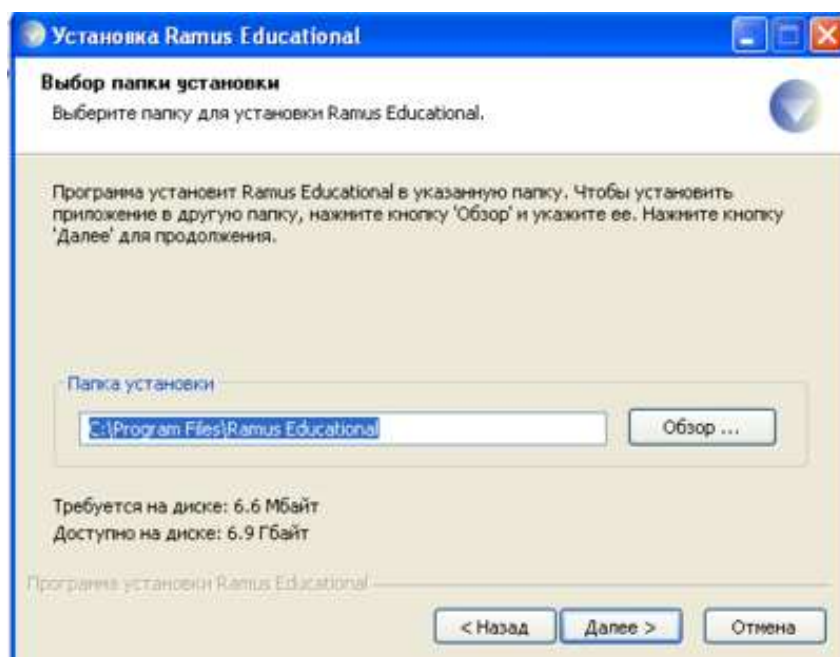 Установка Ramus Educational
Выбор папки установки
Выберите папку для установки Ramus Educational.
Программа установит Ramus Educational в указанную папку. Чтобы установить
приложение в другую папку, нажмите кнопку 'Обзор' и укажите ее. Нажмите кнопку
'Далее' для продолжения.
Папка установки
C:\Program Files\Ramus Educational
Обзор ...
Требуется на диске: 6.6 Мбайт
Доступно на диске: 6.9 Гбайт
Программа установки Ramus Educational
< Назад Далее > Отмена